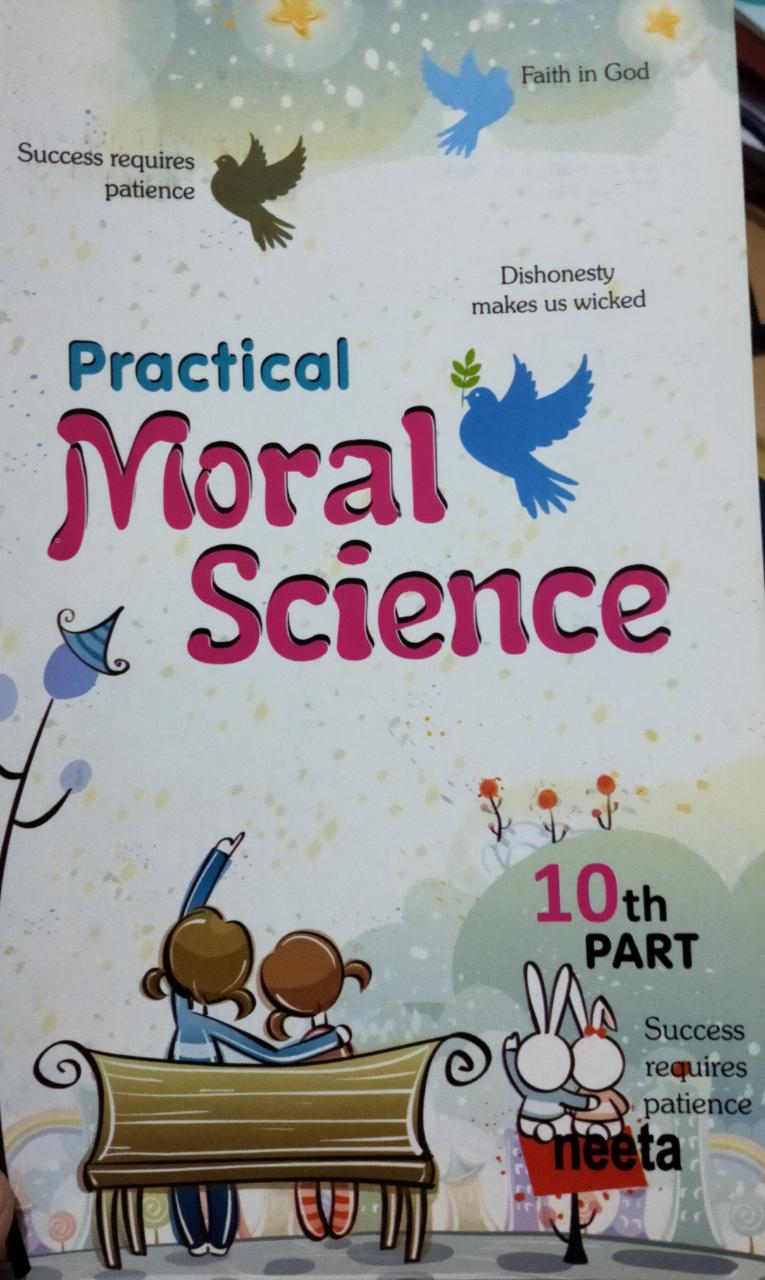 Faith in God
Success requires
patience
Dishonesty
makes us wicked
Practical
Moral
Science
10th
PART
Success
requires
patience
neeta